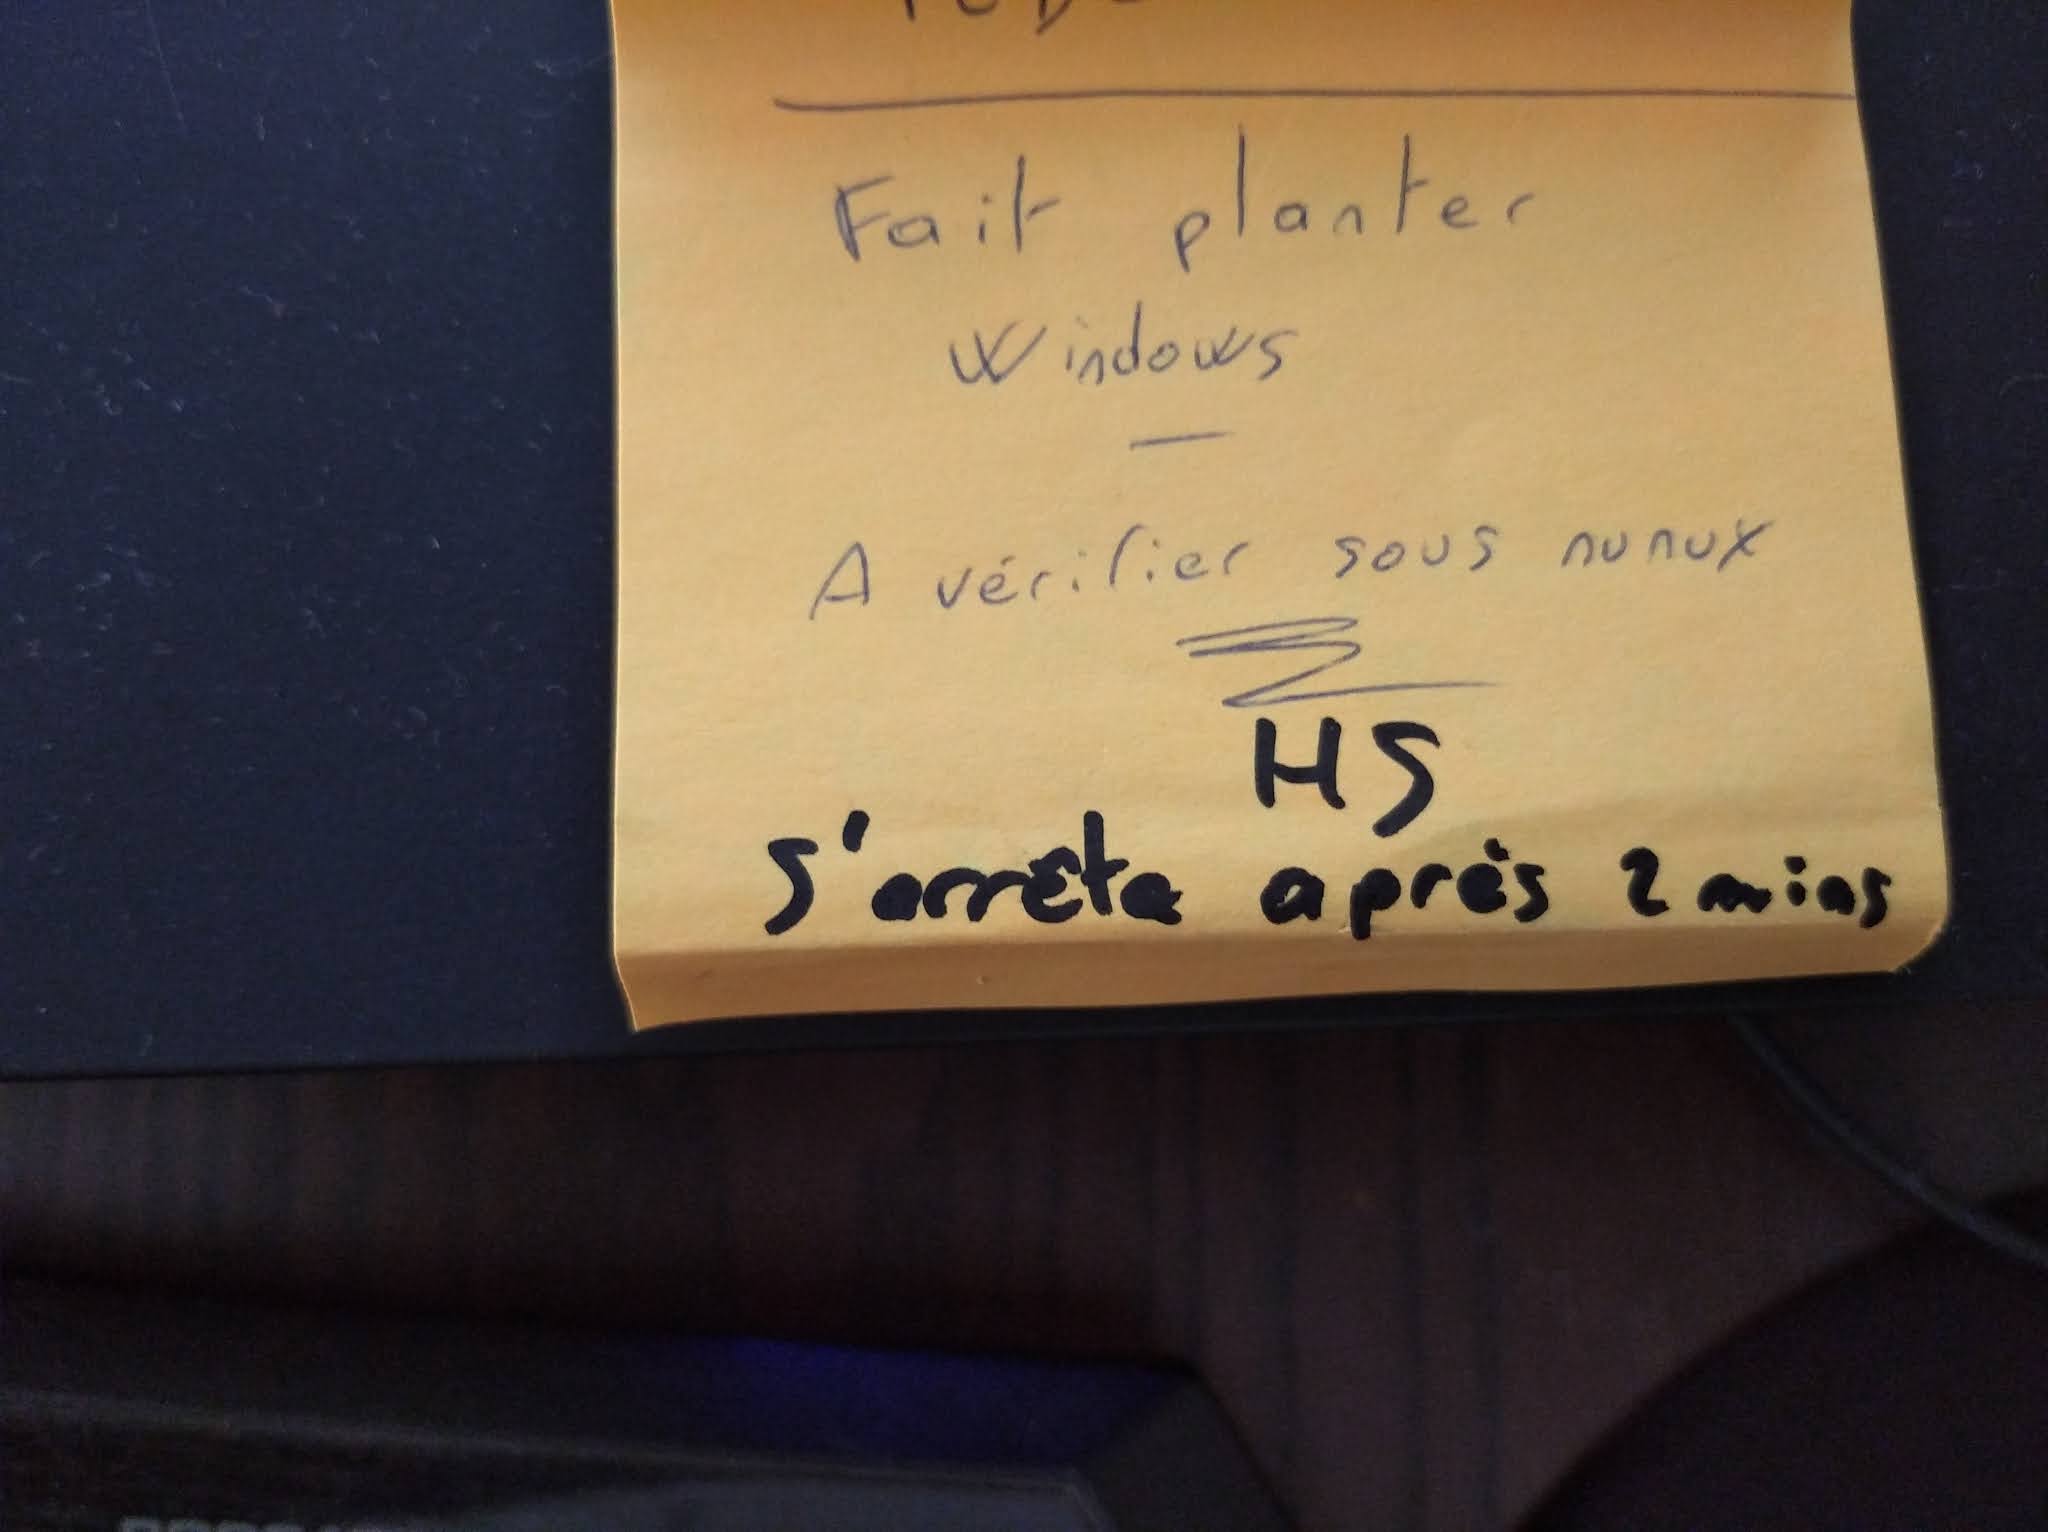 Fait planter
Windows
—
A vérifier sous nunux
HS
S'arrête après 2 mins